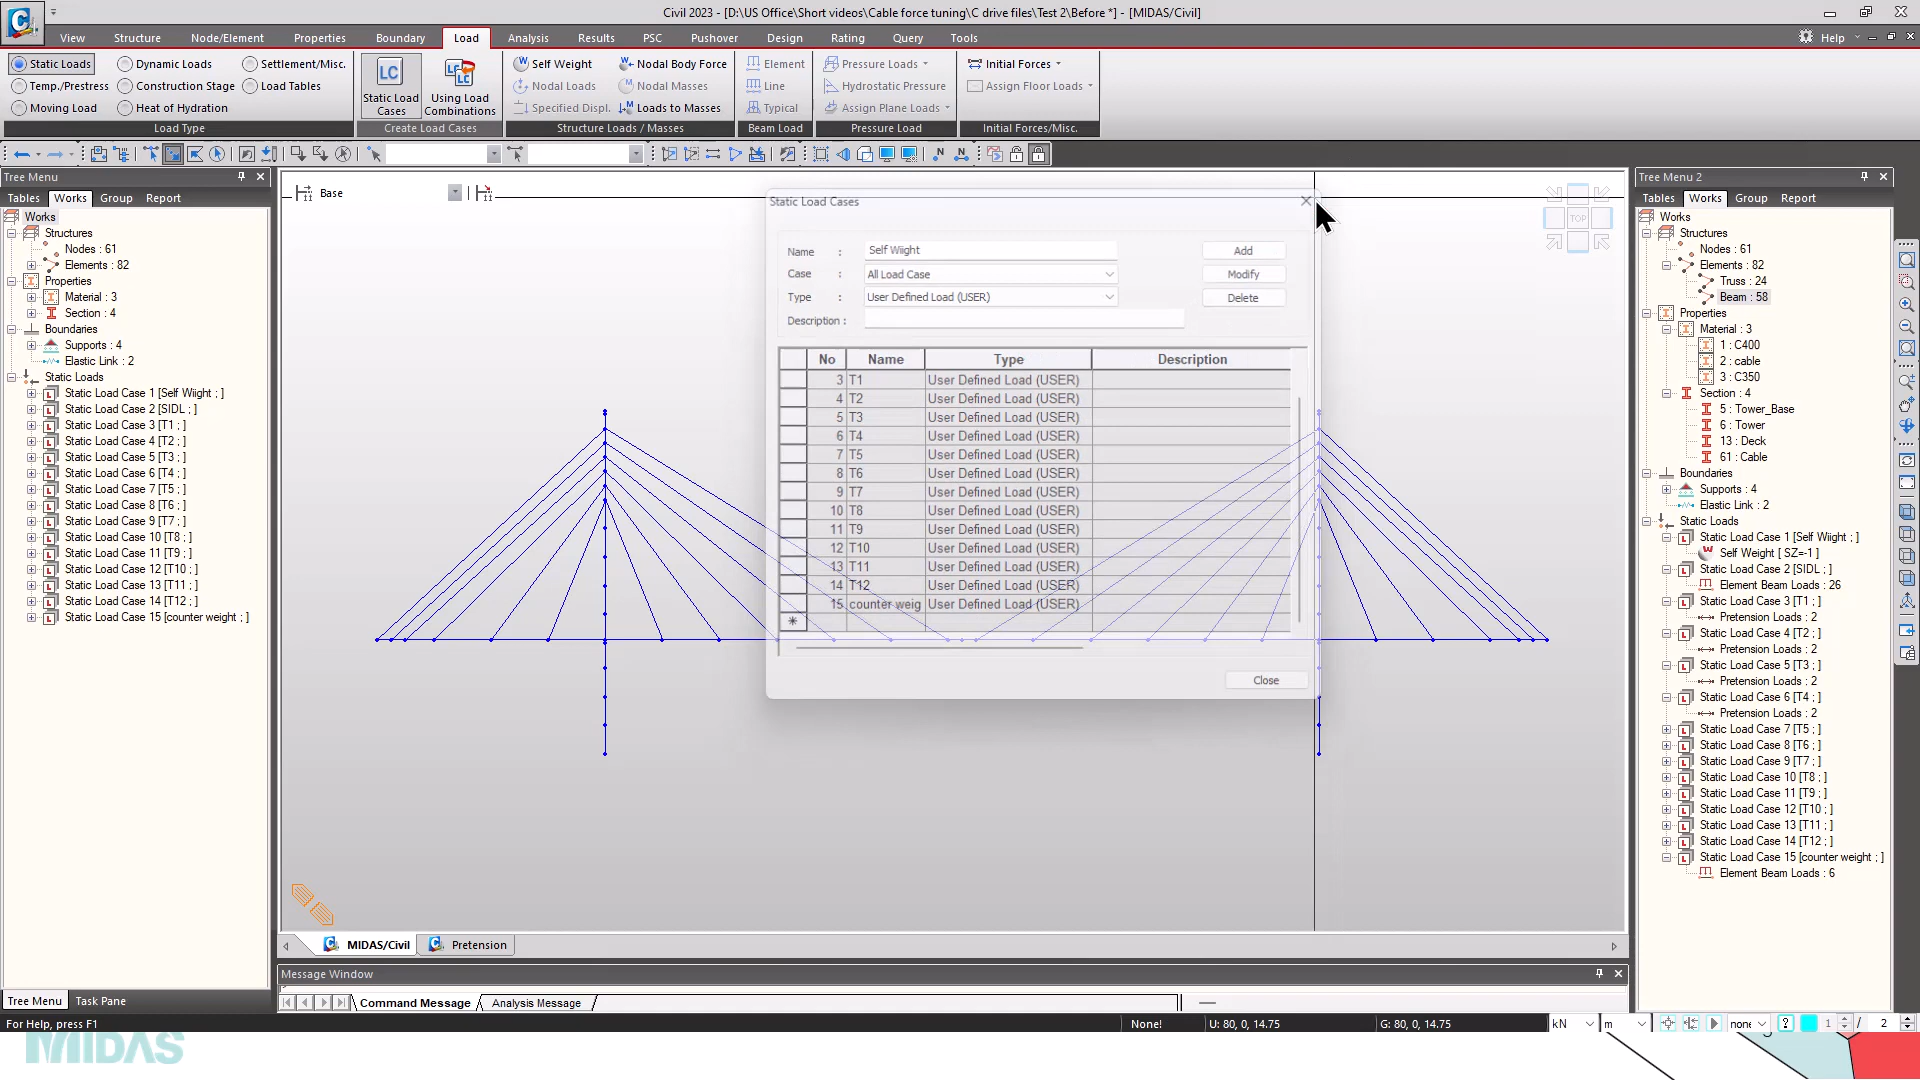 Civil 2023 - [D:\US Office\Short videos\Cable force tuning\C drive files\Test 2\Before *] - [MIDAS/Civil]
View Structure Node/Element Properties Boundary Load Analysis Results PSC Pushover Design Rating Query Tools Help
Static Loads Dynamic Loads Settlement/Misc.
Temp./Prestress Construction Stage Load Tables
Moving Load Heat of Hydration
Load Type
LC
Static Load Cases
LC
Using Load Combinations
Create Load Cases
Self Weight Nodal Body Force
Nodal Loads Nodal Masses
Specified Displ. Loads to Masses
Structure Loads / Masses
Element
Line
Typical
Beam Load
Pressure Loads
Hydrostatic Pressure
Assign Plane Loads
Pressure Load
Initial Forces
Assign Floor Loads
Initial Forces/Misc.
Tree Menu
Tables Works Group Report
Works
Structures
Nodes : 61
Elements : 82
Properties
Material : 3
Section : 4
Boundaries
Supports : 4
Elastic Link : 2
Static Loads
Static Load Case 1 [Self Wiight ; ]
Static Load Case 2 [SIDL ; ]
Static Load Case 3 [T1 ; ]
Static Load Case 4 [T2 ; ]
Static Load Case 5 [T3 ; ]
Static Load Case 6 [T4 ; ]
Static Load Case 7 [T5 ; ]
Static Load Case 8 [T6 ; ]
Static Load Case 9 [T7 ; ]
Static Load Case 10 [T8 ; ]
Static Load Case 11 [T9 ; ]
Static Load Case 12 [T10 ; ]
Static Load Case 13 [T11 ; ]
Static Load Case 14 [T12 ; ]
Static Load Case 15 [counter weight ; ]
Tree Menu Task Pane
Base
TOP
Static Load Cases
Name : Self Wiight Add
Case : All Load Case Modify
Type : User Defined Load (USER) Delete
Description :
No Name Type Description
3 T1 User Defined Load (USER)
4 T2 User Defined Load (USER)
5 T3 User Defined Load (USER)
6 T4 User Defined Load (USER)
7 T5 User Defined Load (USER)
8 T6 User Defined Load (USER)
9 T7 User Defined Load (USER)
10 T8 User Defined Load (USER)
11 T9 User Defined Load (USER)
12 T10 User Defined Load (USER)
13 T11 User Defined Load (USER)
14 T12 User Defined Load (USER)
15 counter weig User Defined Load (USER)
*
Close
MIDAS/Civil Pretension
Message Window
Command Message Analysis Message
Tree Menu 2
Tables Works Group Report
Works
Structures
Nodes : 61
Elements : 82
Truss : 24
Beam : 58
Properties
Material : 3
1 : C400
2 : cable
3 : C350
Section : 4
5 : Tower_Base
6 : Tower
13 : Deck
61 : Cable
Boundaries
Supports : 4
Elastic Link : 2
Static Loads
Static Load Case 1 [Self Wiight ; ]
Self Weight [ SZ=-1 ]
Static Load Case 2 [SIDL ; ]
Element Beam Loads : 26
Static Load Case 3 [T1 ; ]
Pretension Loads : 2
Static Load Case 4 [T2 ; ]
Pretension Loads : 2
Static Load Case 5 [T3 ; ]
Pretension Loads : 2
Static Load Case 6 [T4 ; ]
Pretension Loads : 2
Static Load Case 7 [T5 ; ]
Static Load Case 8 [T6 ; ]
Static Load Case 9 [T7 ; ]
Static Load Case 10 [T8 ; ]
Static Load Case 11 [T9 ; ]
Static Load Case 12 [T10 ; ]
Static Load Case 13 [T11 ; ]
Static Load Case 14 [T12 ; ]
Static Load Case 15 [counter weight ; ]
Element Beam Loads : 6
For Help, press F1 None! U: 80, 0, 14.75 G: 80, 0, 14.75 kN m none ? 1 / 2
MIDAS